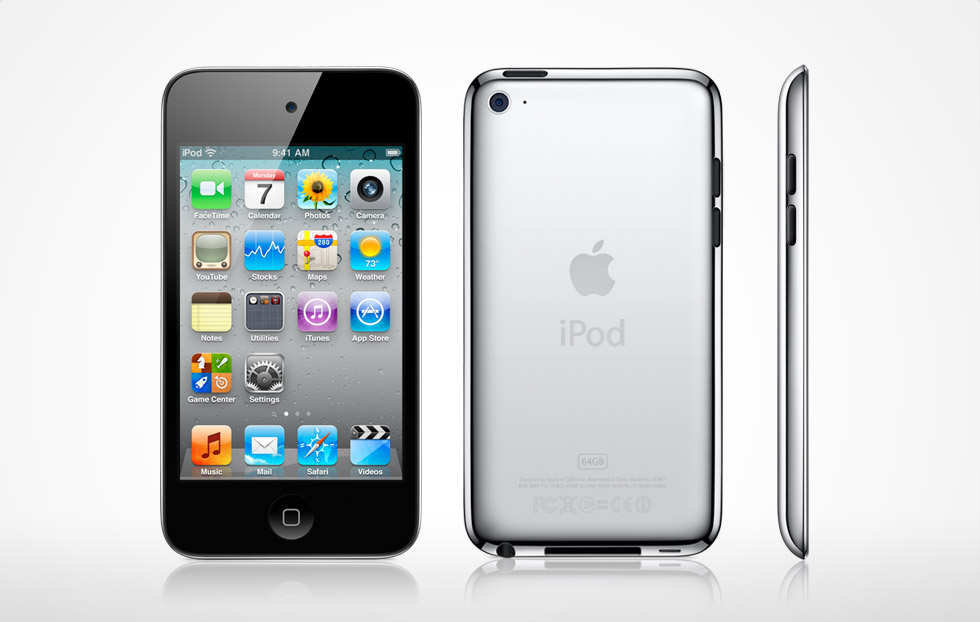 iPod 9:41 AM
Monday
7
280
73°
FaceTime Calendar Photos Camera
YouTube Stocks Maps Weather
Notes Utilities iTunes App Store
Game Center Settings
Music Mail Safari Videos
iPod
64GB